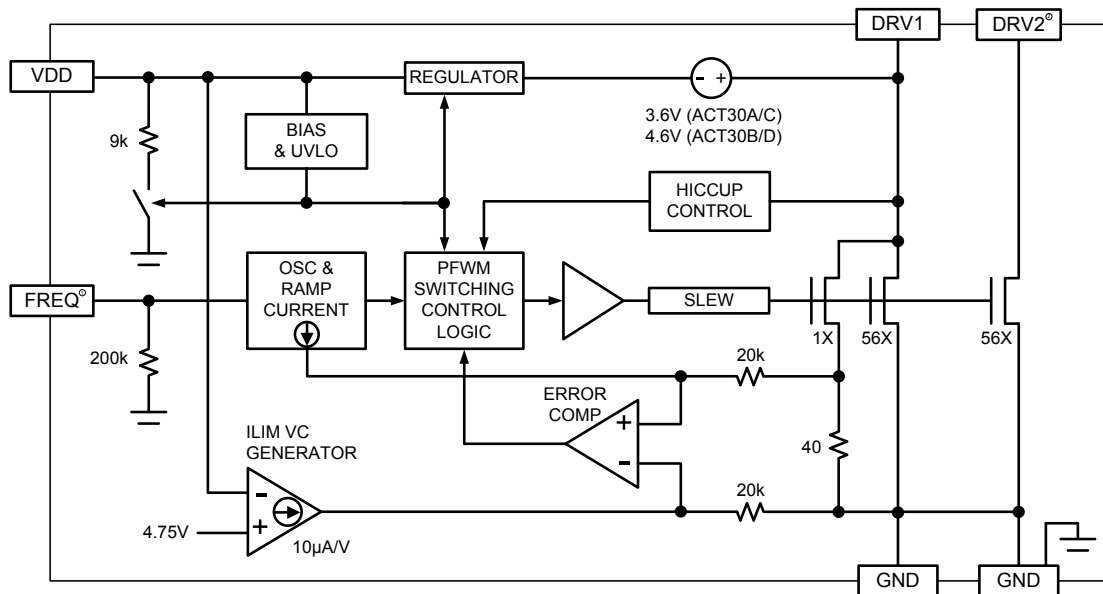 DRV1
DRV2①
VDD
REGULATOR
- +
3.6V (ACT30A/C)
4.6V (ACT30B/D)
9k
BIAS
& UVLO
HICCUP
CONTROL
FREQ①
OSC &
RAMP
CURRENT
PFWM
SWITCHING
CONTROL
LOGIC
SLEW
1X
56X
56X
200k
20k
ERROR
COMP
+
-
40
ILIM VC
GENERATOR
20k
-
+
4.75V
10µA/V
GND
GND